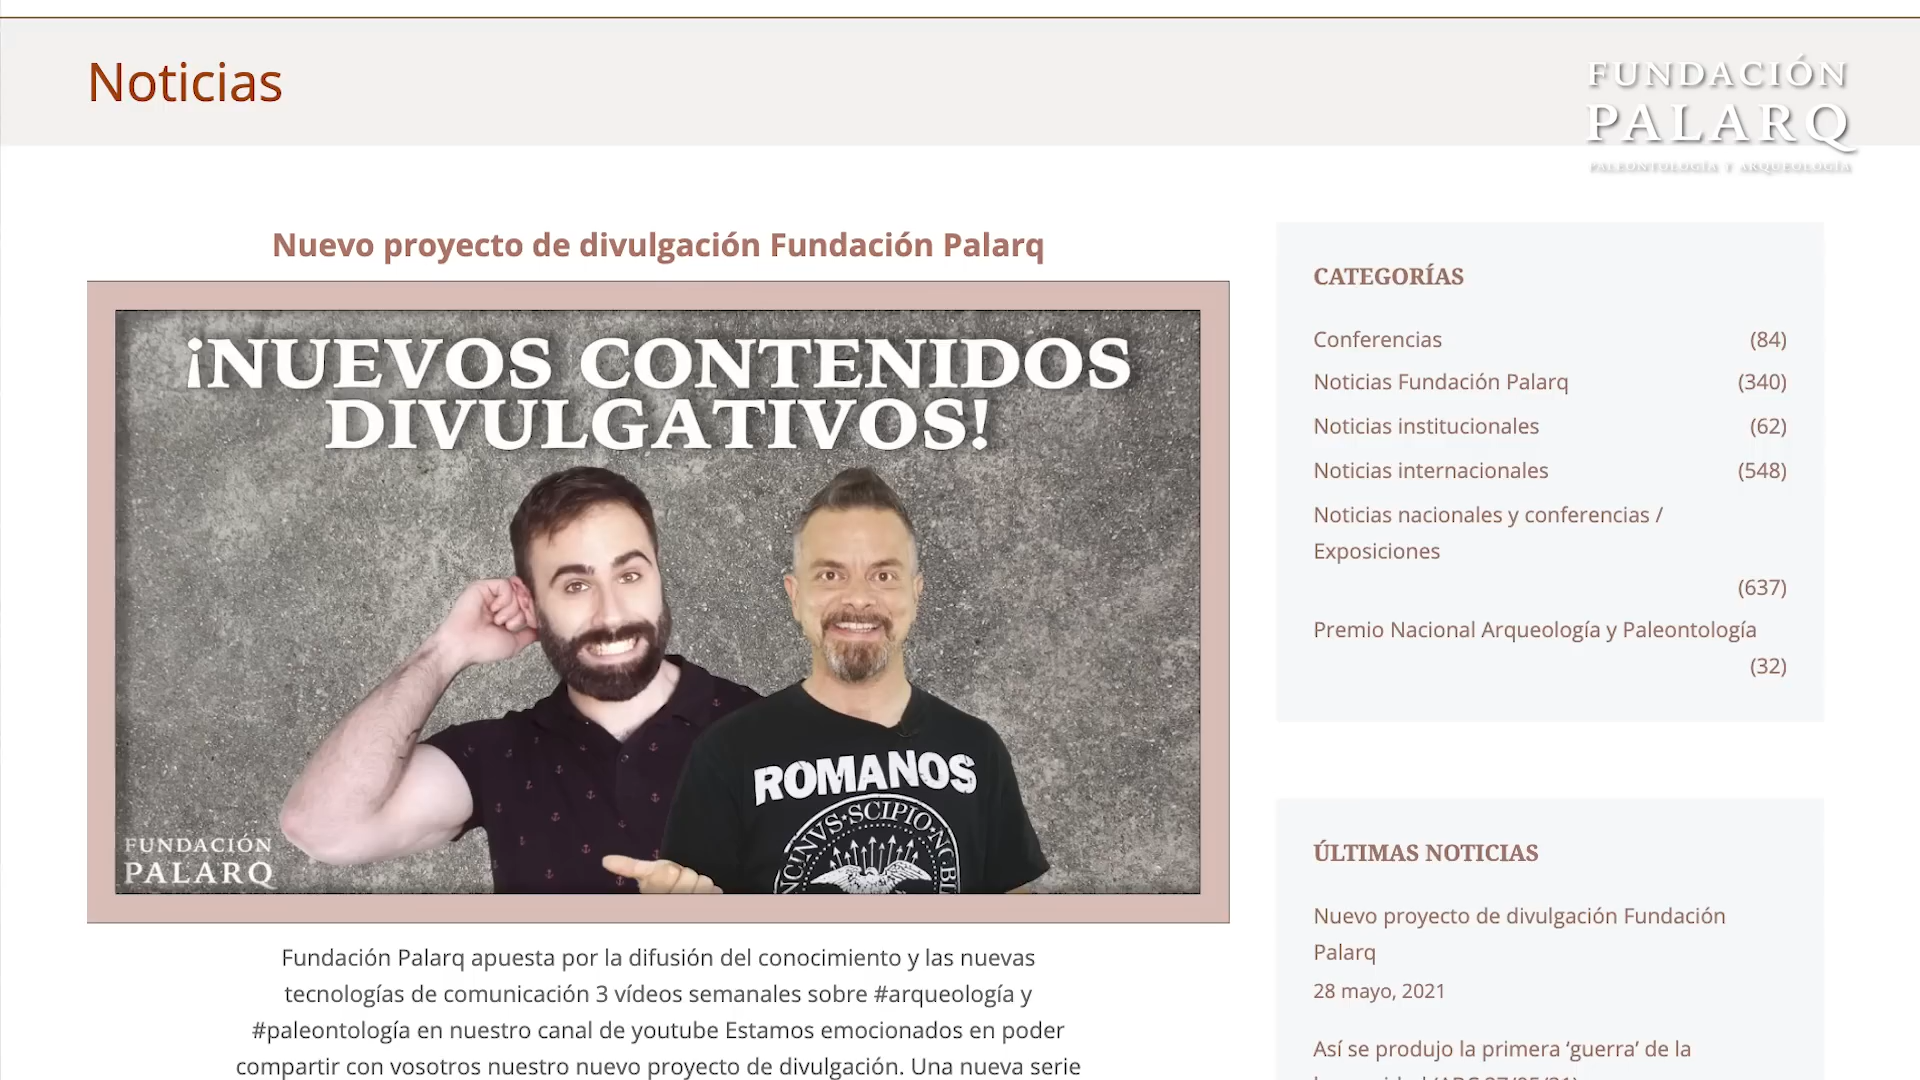 Noticias
FUNDACIÓN
PALARQ
PALEONTOLOGÍA Y ARQUEOLOGÍA
Nuevo proyecto de divulgación Fundación Palarq
¡NUEVOS CONTENIDOS
DIVULGATIVOS!
ROMANOS
CINVS·SCIPIO·
FUNDACIÓN
PALARQ
Fundación Palarq apuesta por la difusión del conocimiento y las nuevas
tecnologías de comunicación 3 vídeos semanales sobre #arqueología y
#paleontología en nuestro canal de youtube Estamos emocionados en poder
compartir con vosotros nuestro nuevo proyecto de divulgación. Una nueva serie
CATEGORÍAS
Conferencias (84)
Noticias Fundación Palarq (340)
Noticias institucionales (62)
Noticias internacionales (548)
Noticias nacionales y conferencias /
Exposiciones
(637)
Premio Nacional Arqueología y Paleontología
(32)
ÚLTIMAS NOTICIAS
Nuevo proyecto de divulgación Fundación
Palarq
28 mayo, 2021
Así se produjo la primera ‘guerra’ de la